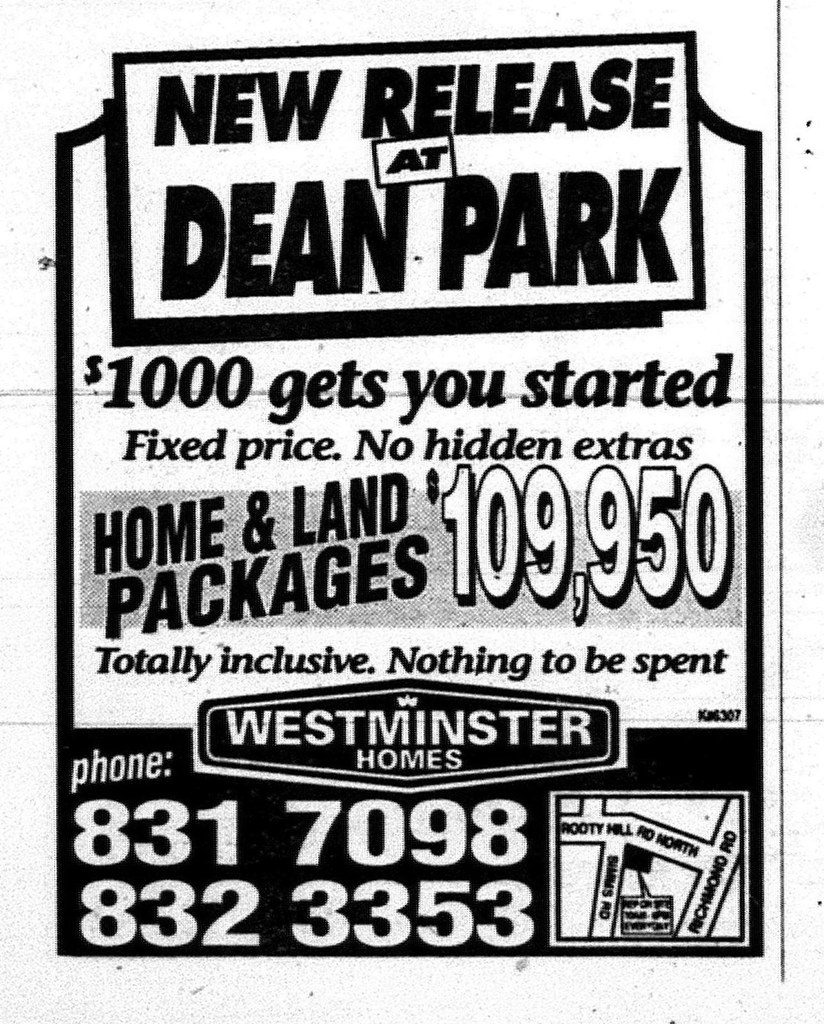 NEW RELEASE
AT
DEAN PARK
$1000 gets you started
Fixed price. No hidden extras
HOME & LAND
PACKAGES $109,950
Totally inclusive. Nothing to be spent
WESTMINSTER
HOMES
phone:
831 7098
832 3353
ROOTY HILL RD NORTH
RICHMOND RD
EVERYDAY